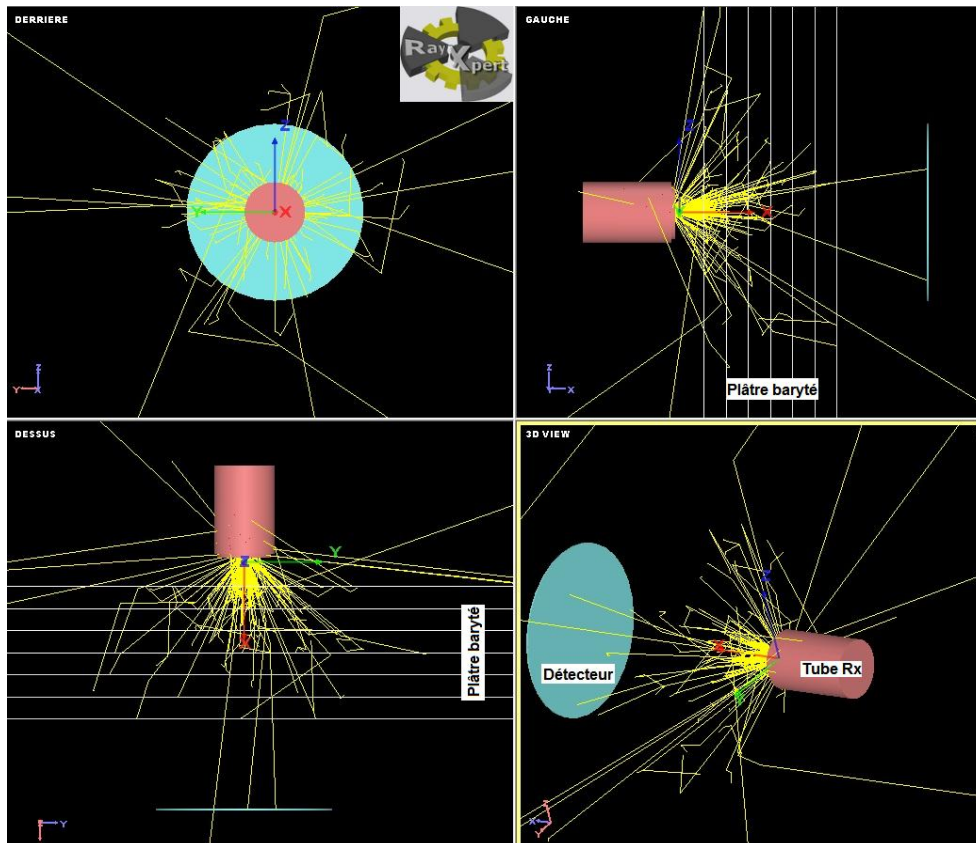 DERRIERE
Ray Xpert
Z
Y
X
Z
Y
X
GAUCHE
Z
Y
X
Plâtre baryté
Z
Y
X
DESSUS
Z
Y
X
Plâtre baryté
Y
3D VIEW
Z
X
Y
Détecteur
Tube Rx
Z
X
Y